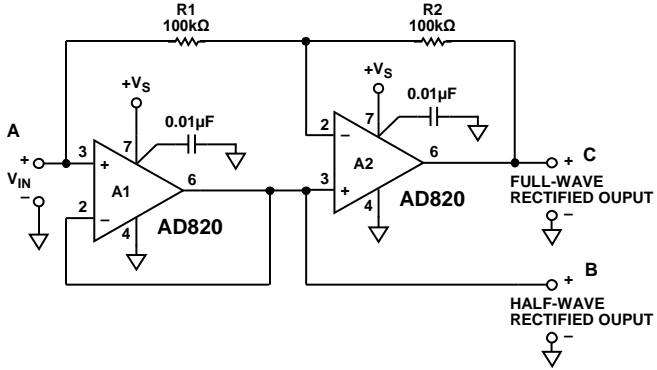 R1
100kΩ
R2
100kΩ
+VS
0.01µF
+VS
0.01µF
A
+
VIN
–
3
+
7
A1
6
2
–
4
AD820
2
–
7
A2
6
3
+
4
AD820
+ C
FULL-WAVE
RECTIFIED OUPUT
–
B
+
HALF-WAVE
RECTIFIED OUPUT
–